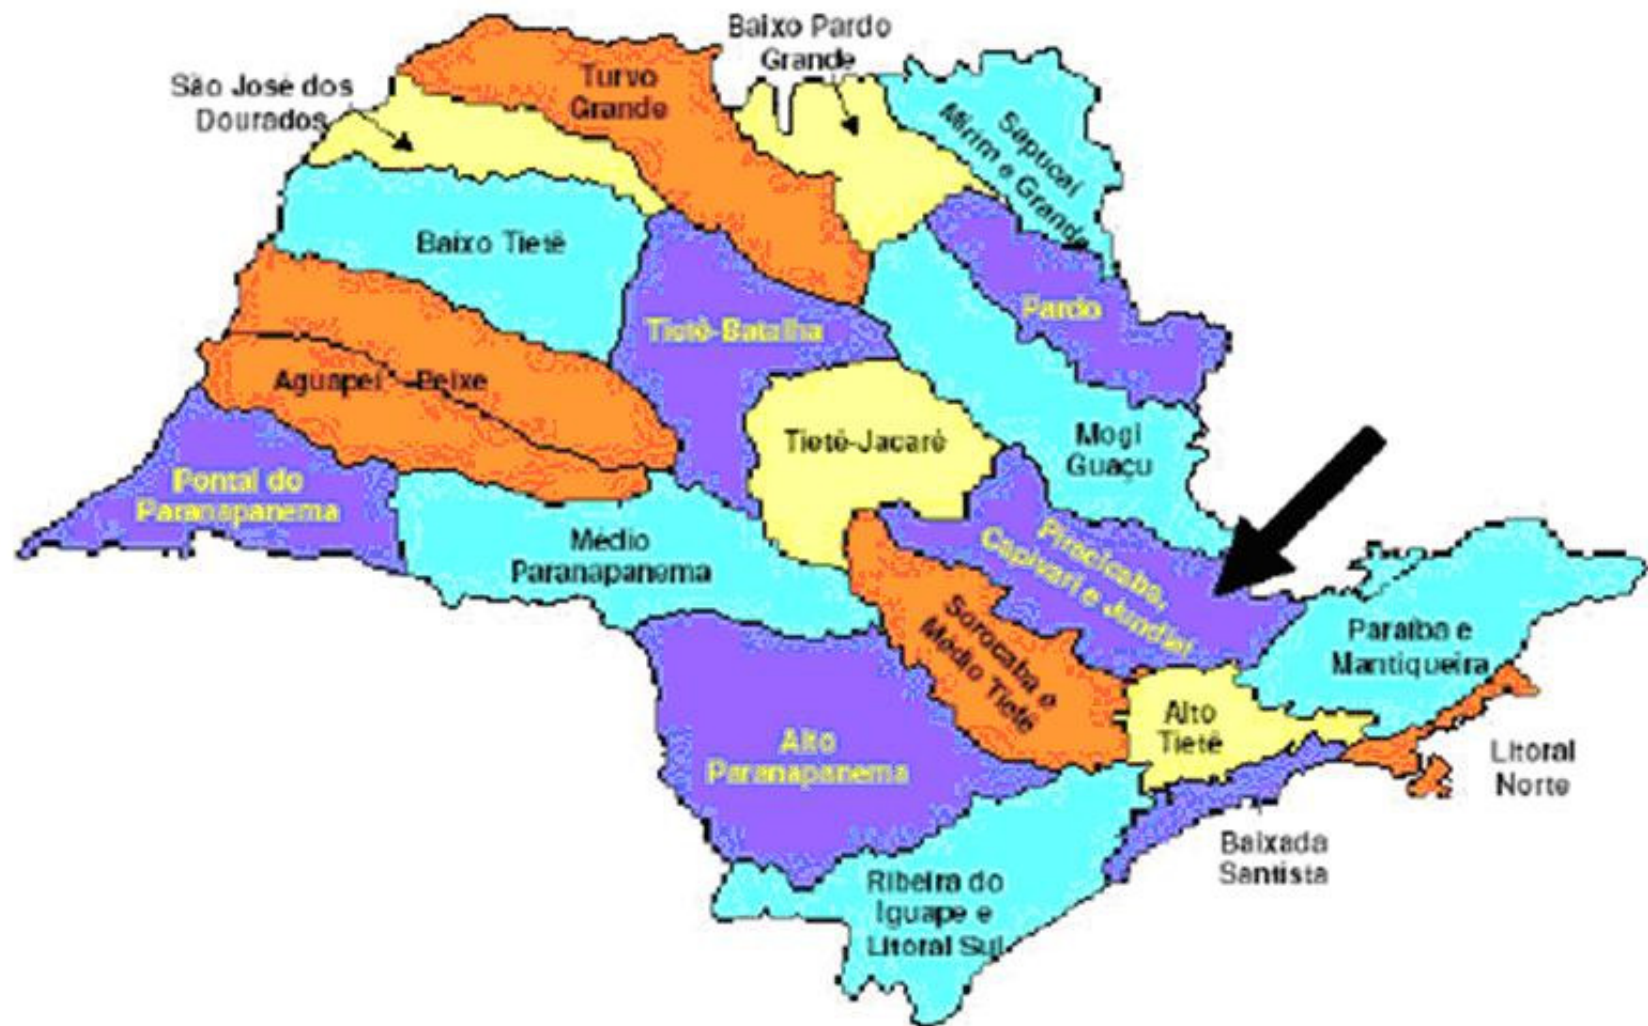 Baixo Pardo
Grande
São José dos
Dourados
Turvo
Grande
Sapucaí
Mirim e Grande
Baixo Tietê
Pardo
Tietê-Batalha
Aguapeí - Peixe
Tietê-Jacaré
Mogi
Guaçu
Pontal do
Paranapanema
Médio
Paranapanema
Piracicaba,
Capivari e Jundiaí
Sorocaba e
Médio Tietê
Paraíba e
Mantiqueira
Alto
Tietê
Alto
Paranapanema
Litoral
Norte
Baixada
Santista
Ribeira do
Iguape e
Litoral Sul